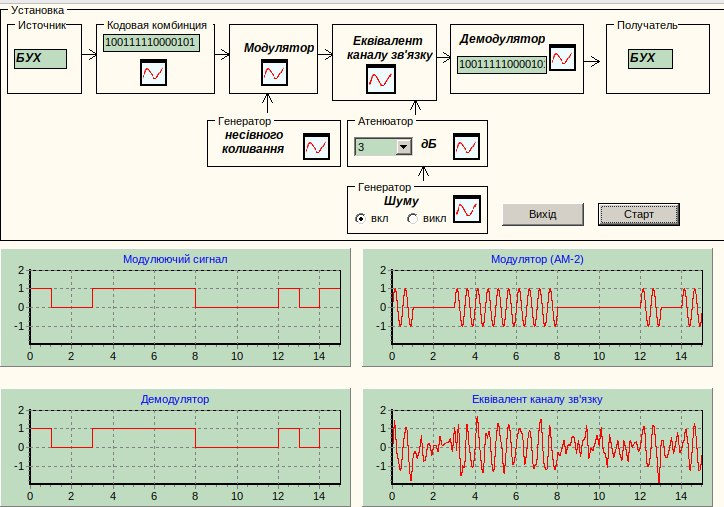 Установка
Источник
БУХ
Кодовая комбинция
100111110000101
Модулятор
Еквівалент
каналу зв'язку
Демодулятор
10011111000010:
Получатель
БУХ
Генератор
несівного
коливання
Атенюатор
3
дБ
Генератор
Шуму
вкл
викл
Вихід
Старт
Модулюючий сигнал
2
1
0
-1
0 2 4 6 8 10 12 14
Модулятор (АМ-2)
2
1
0
-1
0 2 4 6 8 10 12 14
Демодулятор
2
1
0
-1
0 2 4 6 8 10 12 14
Еквівалент каналу зв'язку
2
1
0
-1
0 2 4 6 8 10 12 14